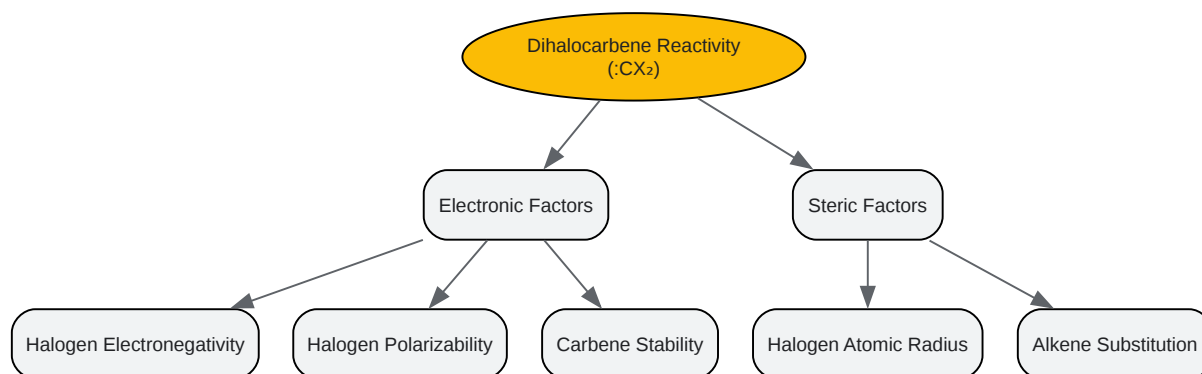 Dihalocarbene Reactivity
(:CX₂)
Electronic Factors
Steric Factors
Halogen Electronegativity
Halogen Polarizability
Carbene Stability
Halogen Atomic Radius
Alkene Substitution